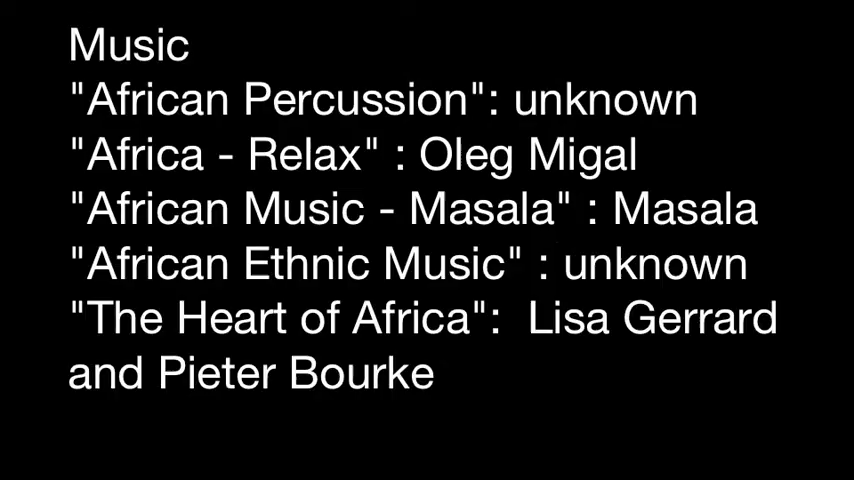 Music
"African Percussion": unknown
"Africa - Relax" : Oleg Migal
"African Music - Masala" : Masala
"African Ethnic Music" : unknown
"The Heart of Africa":  Lisa Gerrard
and Pieter Bourke